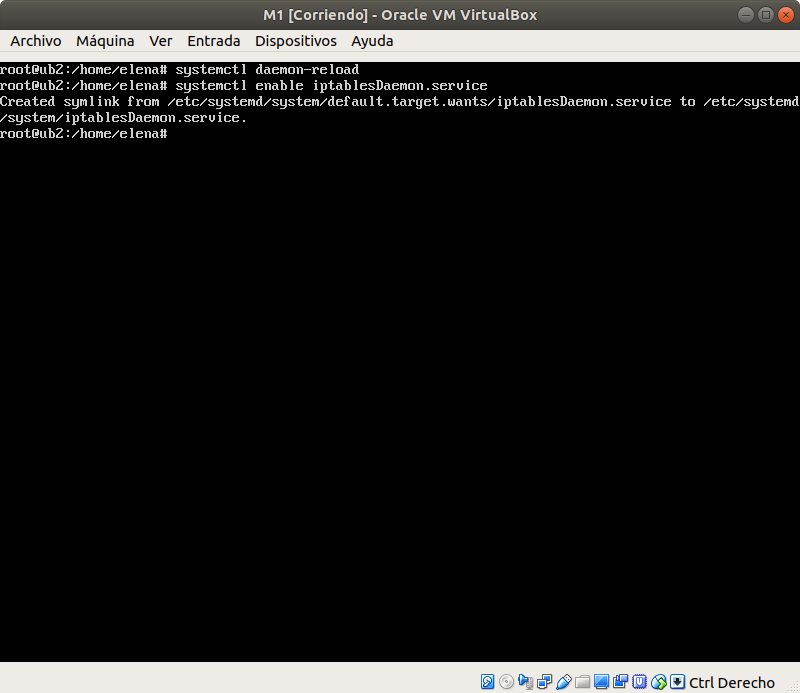 M1 [Corriendo] - Oracle VM VirtualBox
Archivo Máquina Ver Entrada Dispositivos Ayuda
root@ub2:/home/elena# systemctl daemon-reload
root@ub2:/home/elena# systemctl enable iptablesDaemon.service
Created symlink from /etc/systemd/system/default.target.wants/iptablesDaemon.service to /etc/systemd
/system/iptablesDaemon.service.
root@ub2:/home/elena#
Ctrl Derecho